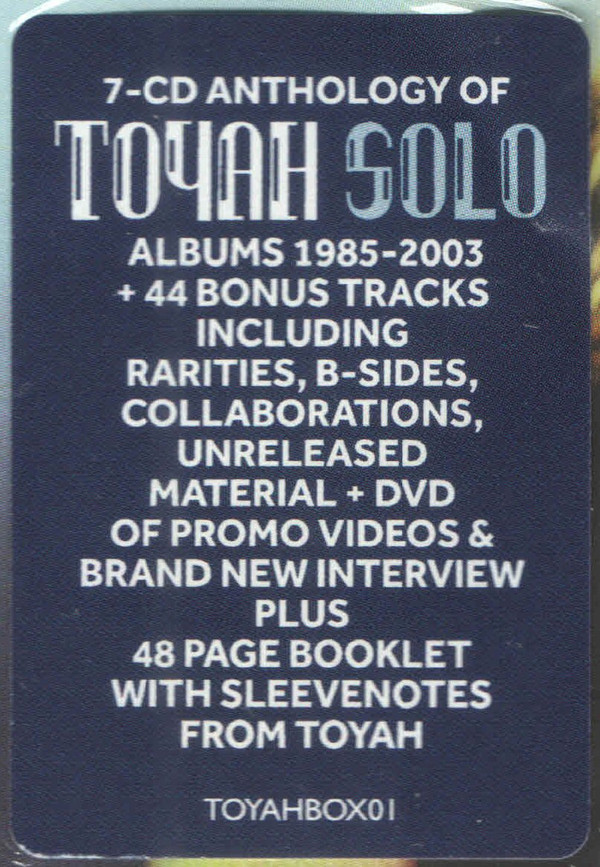 7-CD ANTHOLOGY OF
TOYAH SOLO
ALBUMS 1985-2003
+ 44 BONUS TRACKS
INCLUDING
RARITIES, B-SIDES,
COLLABORATIONS,
UNRELEASED
MATERIAL + DVD
OF PROMO VIDEOS &
BRAND NEW INTERVIEW
PLUS
48 PAGE BOOKLET
WITH SLEEVENOTES
FROM TOYAH
TOYAHBOX01